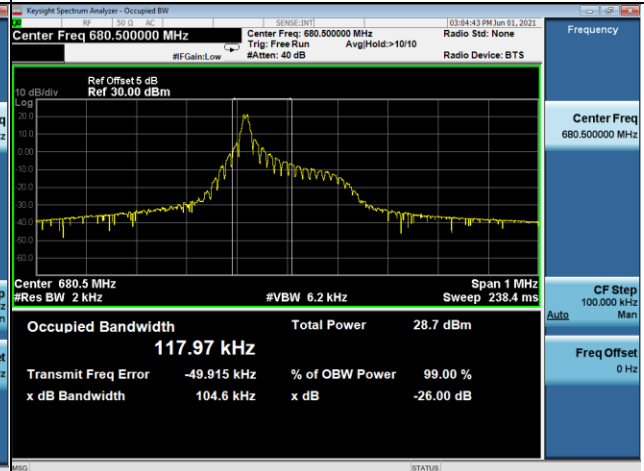 Keysight Spectrum Analyzer - Occupied BW
RF 50 Ω AC SENSE:INT 03:04:43 PM Jun 01, 2021
Center Freq 680.500000 MHz Center Freq: 680.500000 MHz Radio Std: None Frequency
Trig: Free Run Avg|Hold:>10/10
#IFGain:Low #Atten: 40 dB Radio Device: BTS
Ref Offset 5 dB
10 dB/div Ref 30.00 dBm
Log
20.0
10.0
0.00
-10.0
-20.0
-30.0
-40.0
-50.0
-60.0
Center 680.5 MHz Span 1 MHz
#Res BW 2 kHz #VBW 6.2 kHz Sweep 238.4 ms
Occupied Bandwidth Total Power 28.7 dBm
117.97 kHz
Transmit Freq Error -49.915 kHz % of OBW Power 99.00 %
x dB Bandwidth 104.6 kHz x dB -26.00 dB
Center Freq
680.500000 MHz
CF Step
100.000 kHz
Auto Man
Freq Offset
0 Hz
MSG STATUS